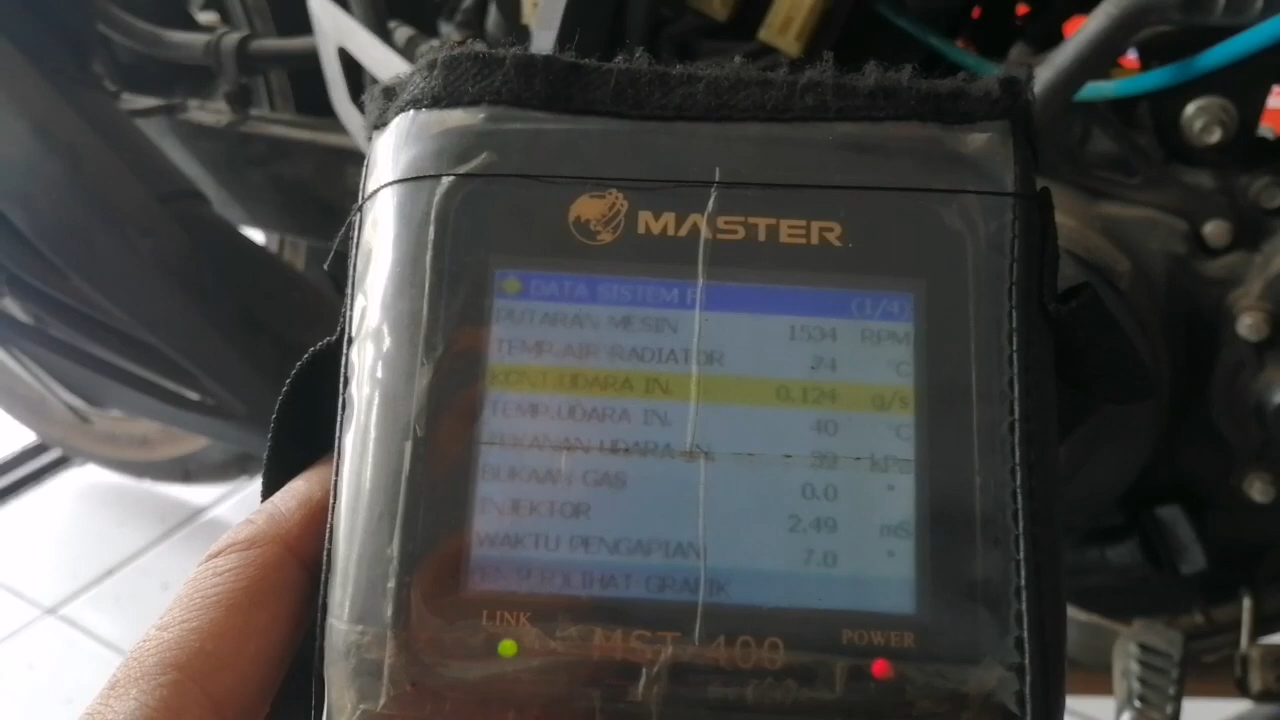 MASTER
DATA SISTEM FI (1/4)
PUTARAN MESIN 1534 RPM
TEMP.AIR RADIATOR 74 °C
KONT.UDARA IN. 0.124 g/s
TEMP.UDARA IN. 40 °C
TEKANAN UDARA IN. 39 kPa
BUKAAN GAS 0.0 °
INJEKTOR 2.49 mS
WAKTU PENGAPIAN 7.0 °
GRAFIK
LINK
POWER
MST-400